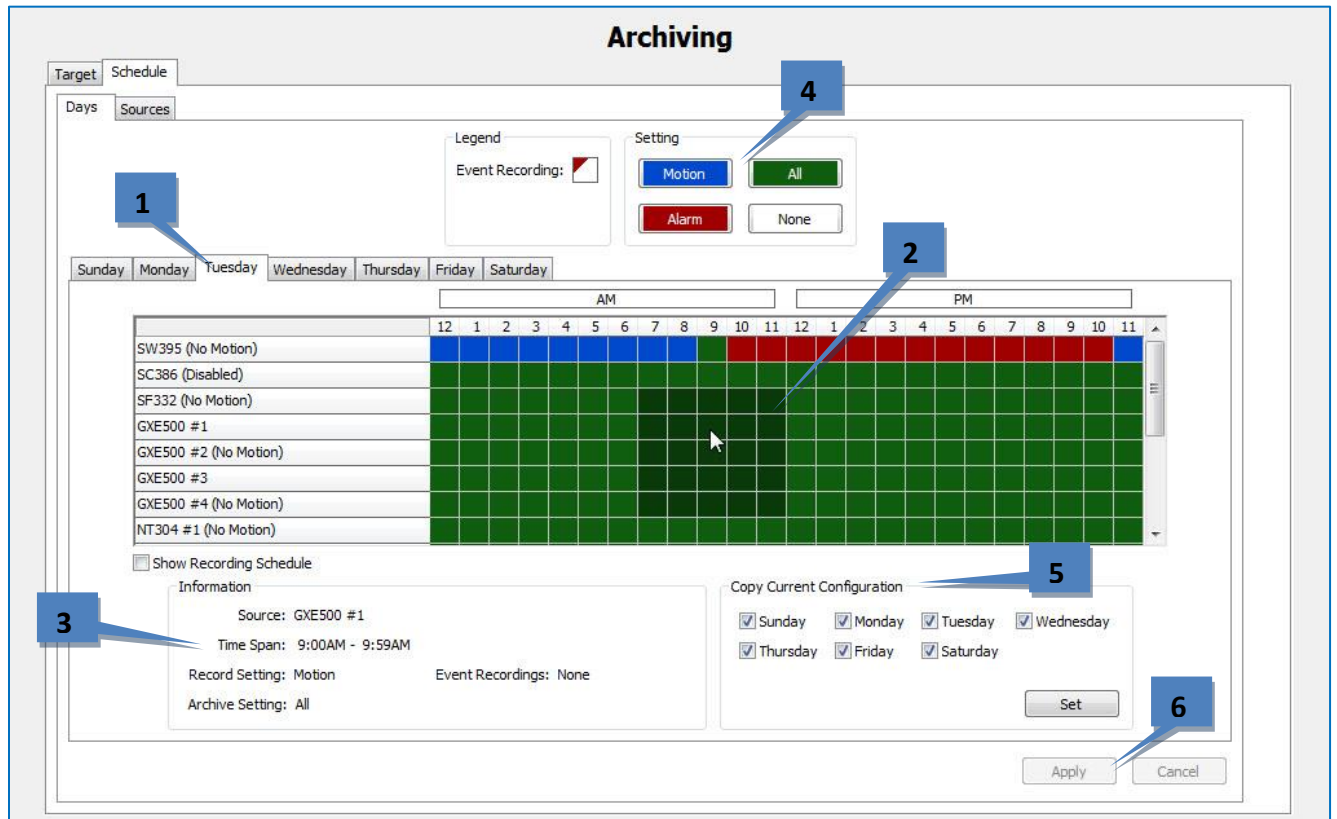 Archiving
Target Schedule
4
Days Sources
Legend Setting
Event Recording: Motion All
1
Alarm None
2
Sunday Monday Tuesday Wednesday Thursday Friday Saturday
AM PM
12 1 2 3 4 5 6 7 8 9 10 11 12 1 2 3 4 5 6 7 8 9 10 11
SW395 (No Motion)
SC386 (Disabled)
SF332 (No Motion)
GXE500 #1
GXE500 #2 (No Motion)
GXE500 #3
GXE500 #4 (No Motion)
NT304 #1 (No Motion)
Show Recording Schedule
5
Information Copy Current Configuration
3
Source: GXE500 #1 Sunday Monday Tuesday Wednesday
Time Span: 9:00AM - 9:59AM Thursday Friday Saturday
Record Setting: Motion Event Recordings: None
Archive Setting: All Set
6
Apply Cancel